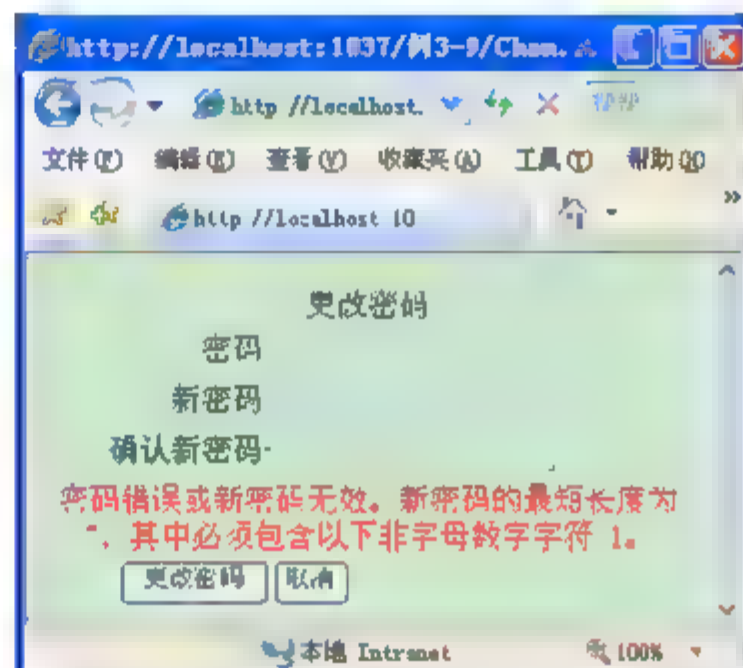 http://localhost:1037/例3-9/Chan.
http //localhost.
文件(F) 编辑(E) 查看(V) 收藏夹(A) 工具(T) 帮助(H)
http //localhost 10
更改密码
密码
新密码
确认新密码
密码错误或新密码无效。新密码的最短长度为
，其中必须包含以下非字母数字字符 1。
更改密码 取消
本地 Intranet 100%